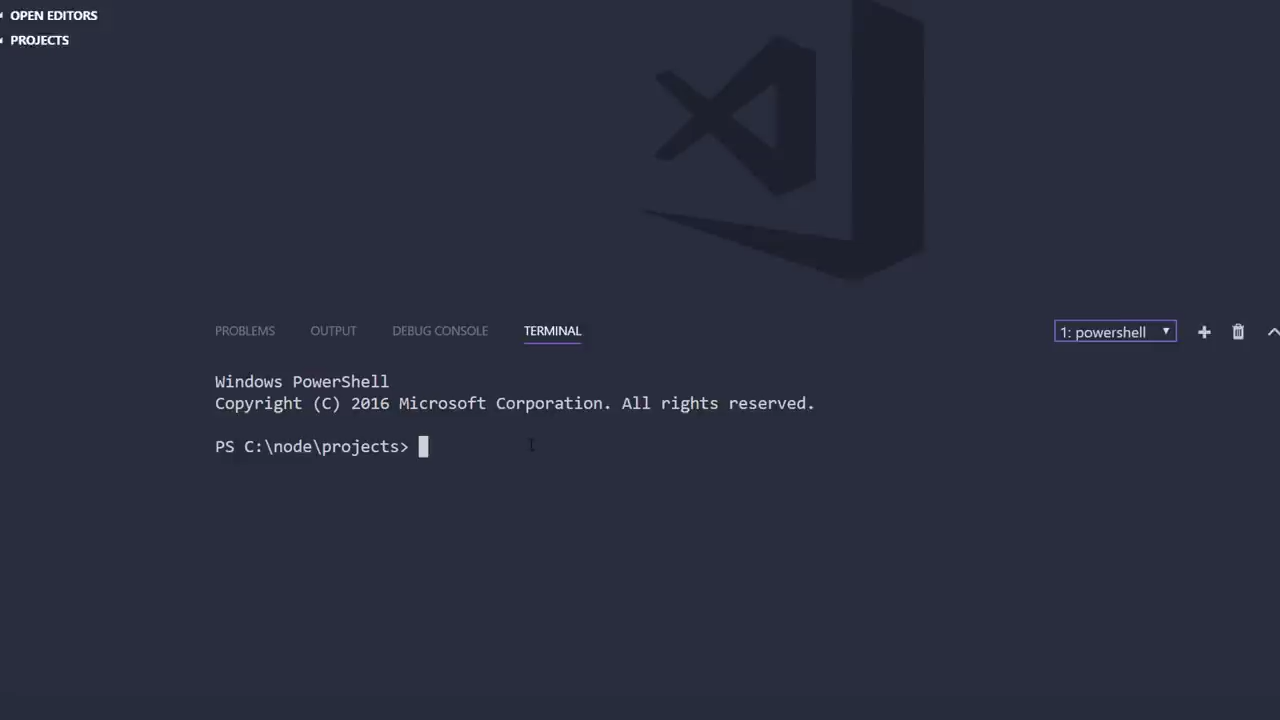 OPEN EDITORS
PROJECTS
PROBLEMS OUTPUT DEBUG CONSOLE TERMINAL 1: powershell
Windows PowerShell
Copyright (C) 2016 Microsoft Corporation. All rights reserved.
PS C:\node\projects>